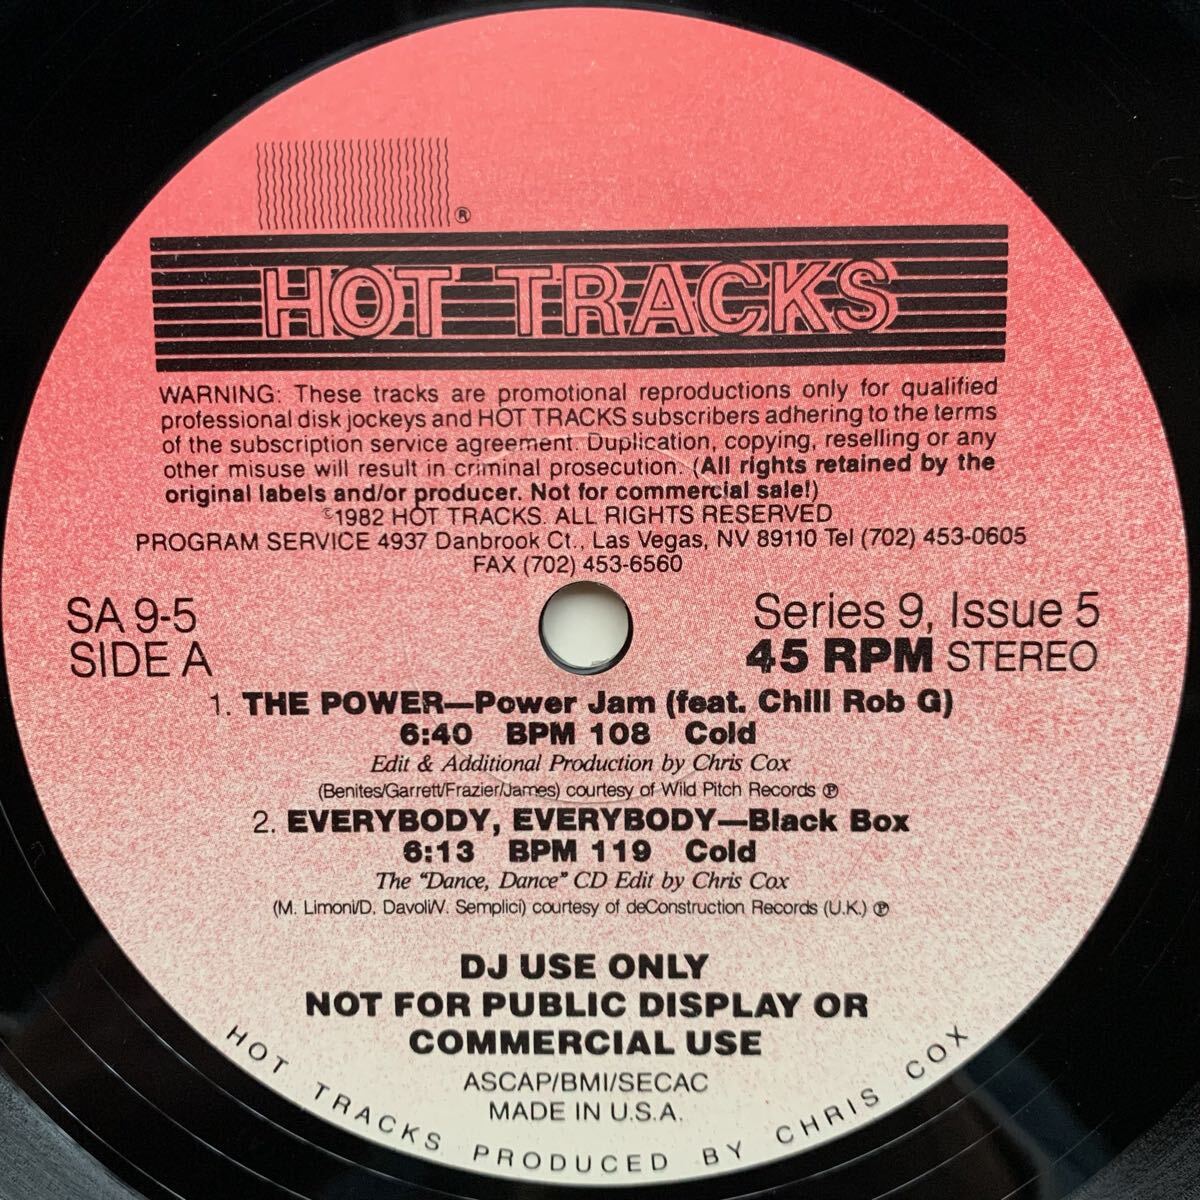 ®
HOT TRACKS
WARNING: These tracks are promotional reproductions only for qualified
professional disk jockeys and HOT TRACKS subscribers adhering to the terms
of the subscription service agreement. Duplication, copying, reselling or any
other misuse will result in criminal prosecution. (All rights retained by the
original labels and/or producer. Not for commercial sale!)
©1982 HOT TRACKS. ALL RIGHTS RESERVED
PROGRAM SERVICE 4937 Danbrook Ct., Las Vegas, NV 89110 Tel (702) 453-0605
FAX (702) 453-6560
SA 9-5
SIDE A
Series 9, Issue 5
45 RPM STEREO
1. THE POWER—Power Jam (feat. Chill Rob G)
6:40 BPM 108 Cold
Edit & Additional Production by Chris Cox
(Benites/Garrett/Frazier/James) courtesy of Wild Pitch Records ℗
2. EVERYBODY, EVERYBODY—Black Box
6:13 BPM 119 Cold
The "Dance, Dance" CD Edit by Chris Cox
(M. Limoni/D. Davoli/V. Semplici) courtesy of deConstruction Records (U.K.) ℗
DJ USE ONLY
NOT FOR PUBLIC DISPLAY OR
COMMERCIAL USE
ASCAP/BMI/SECAC
MADE IN U.S.A.
HOT TRACKS PRODUCED BY CHRIS COX